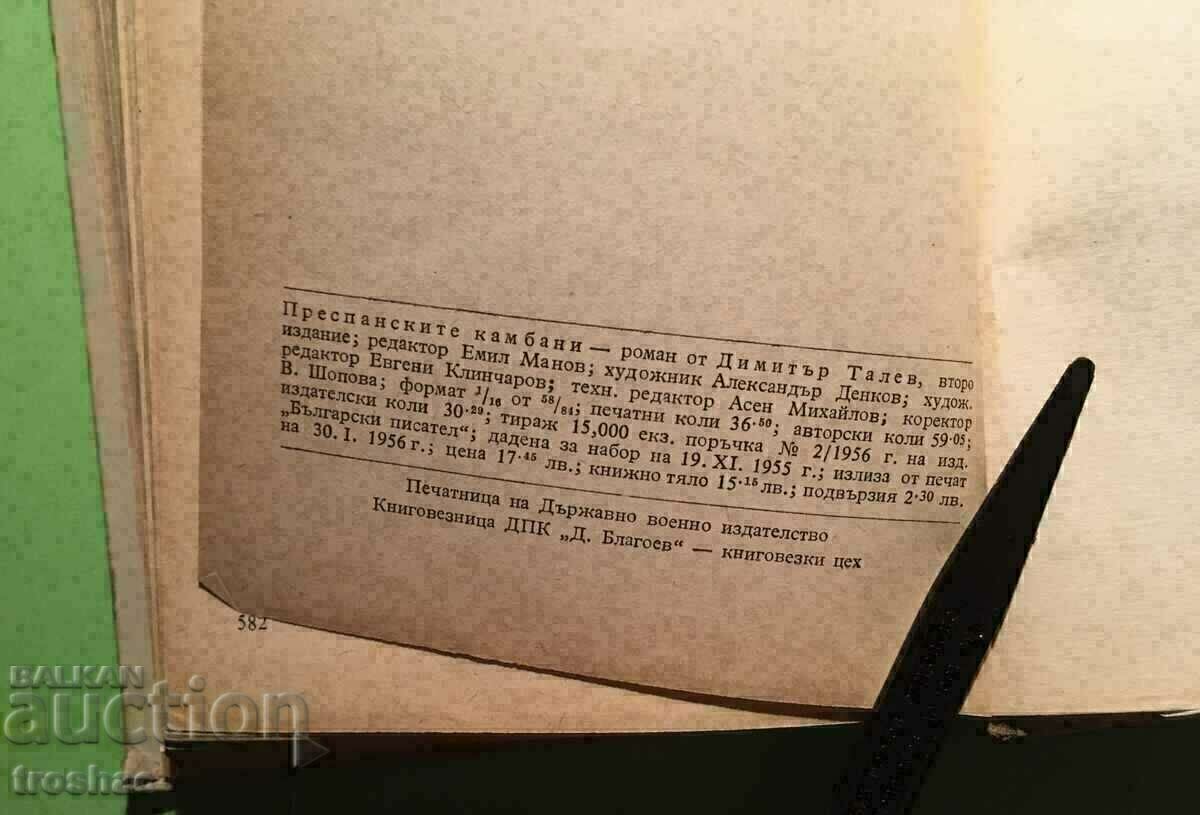 Преспанските камбани — роман от Димитър Талев, второ
издание; редактор Емил Манов; художник Александър Денков; худож.
редактор Евгени Клинчаров; техн. редактор Асен Михайлов; коректор
В. Шопова; формат 1/16 от 58/84; печатни коли 36·50; авторски коли 59·05;
издателски коли 30·29; тираж 15,000 екз. поръчка № 2/1956 г. на изд.
„Български писател“; дадена за набор на 19. XI. 1955 г.; излиза от печат
на 30. I. 1956 г.; цена 17·45 лв.; книжно тяло 15·15 лв.; подвързия 2·30 лв.
Печатница на Държавно военно издателство
Книговезница ДПК „Д. Благоев“ — книговезки цех
582
BALKAN
auction
troshac